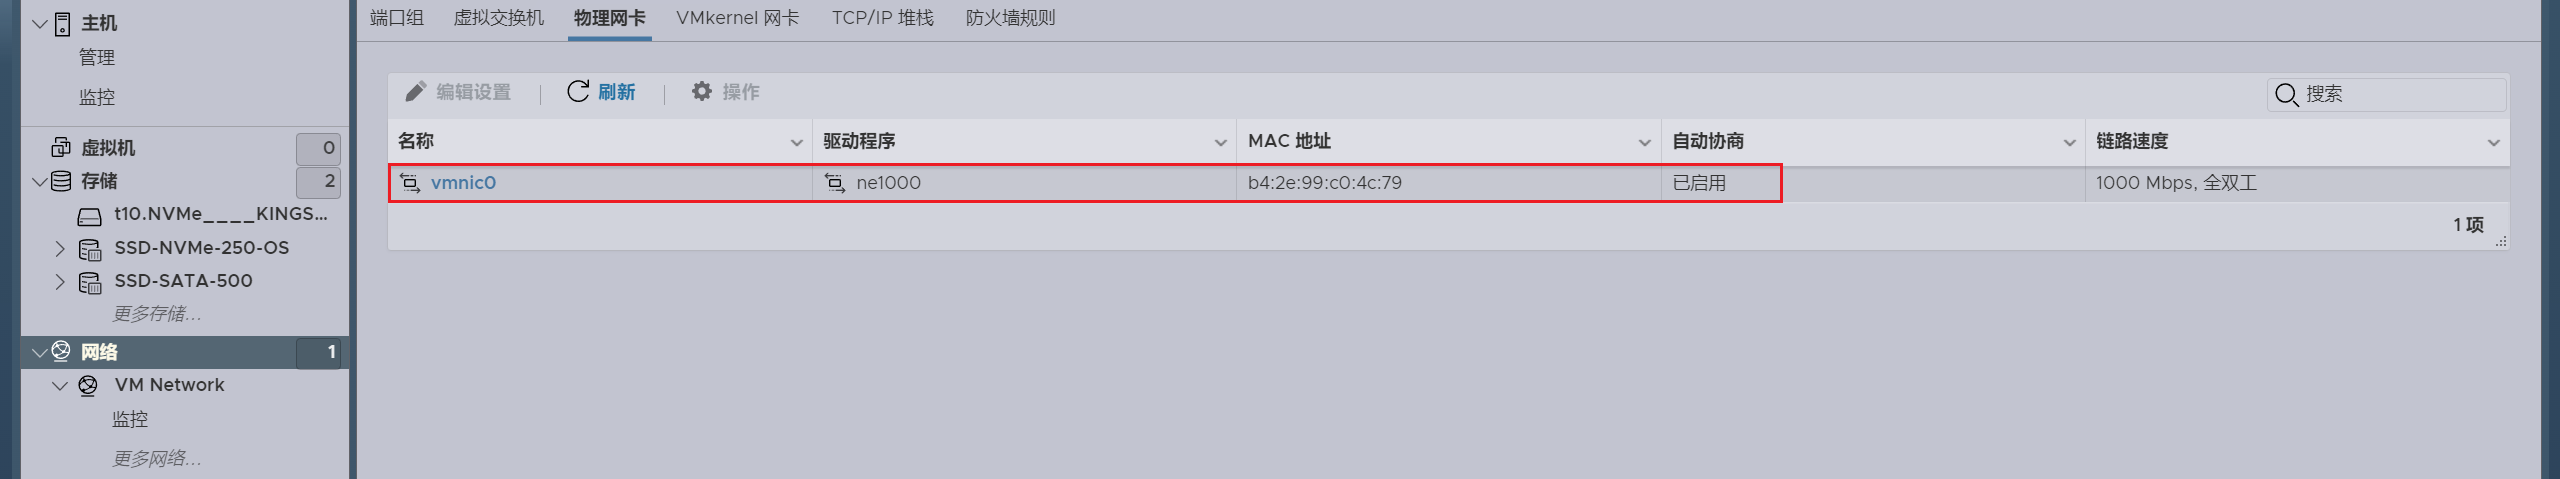 主机
管理
监控
虚拟机 0
存储 2
t10.NVMe____KINGS...
SSD-NVMe-250-OS
SSD-SATA-500
更多存储...
网络 1
VM Network
监控
更多网络...
端口组 虚拟交换机 物理网卡 VMkernel 网卡 TCP/IP 堆栈 防火墙规则
编辑设置 刷新 操作 搜索
名称 驱动程序 MAC 地址 自动协商 链路速度
vmnic0 ne1000 b4:2e:99:c0:4c:79 已启用 1000 Mbps, 全双工
1 项